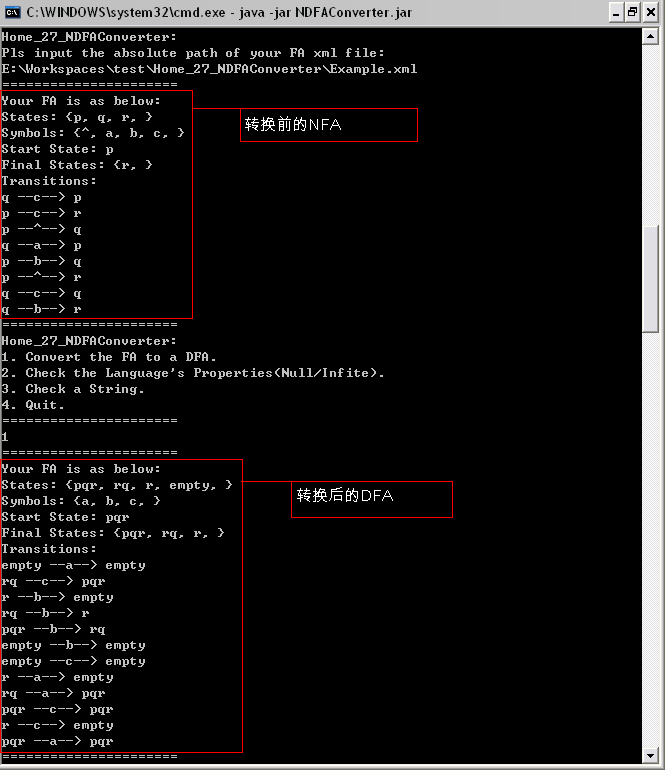 C:\WINDOWS\system32\cmd.exe - java -jar NDFAConverter.jar
Home_27_NDFAConverter:
Pls input the absolute path of your FA xml file:
E:\Workspaces\test\Home_27_NDFAConverter\Example.xml
======================
Your FA is as below:
States: {p, q, r, }
转换前的NFA
Symbols: {^, a, b, c, }
Start State: p
Final States: {r, }
Transitions:
q --c--> p
p --c--> r
p --^--> q
q --a--> p
p --b--> q
p --^--> r
q --c--> q
q --b--> r
======================
Home_27_NDFAConverter:
1. Convert the FA to a DFA.
2. Check the Language's Properties(Null/Infite).
3. Check a String.
4. Quit.
======================
1
======================
Your FA is as below:
States: {pqr, rq, r, empty, }
转换后的DFA
Symbols: {a, b, c, }
Start State: pqr
Final States: {pqr, rq, r, }
Transitions:
empty --a--> empty
rq --c--> pqr
r --b--> empty
rq --b--> r
pqr --b--> rq
empty --b--> empty
empty --c--> empty
r --a--> empty
rq --a--> pqr
pqr --c--> pqr
r --c--> empty
pqr --a--> pqr
======================